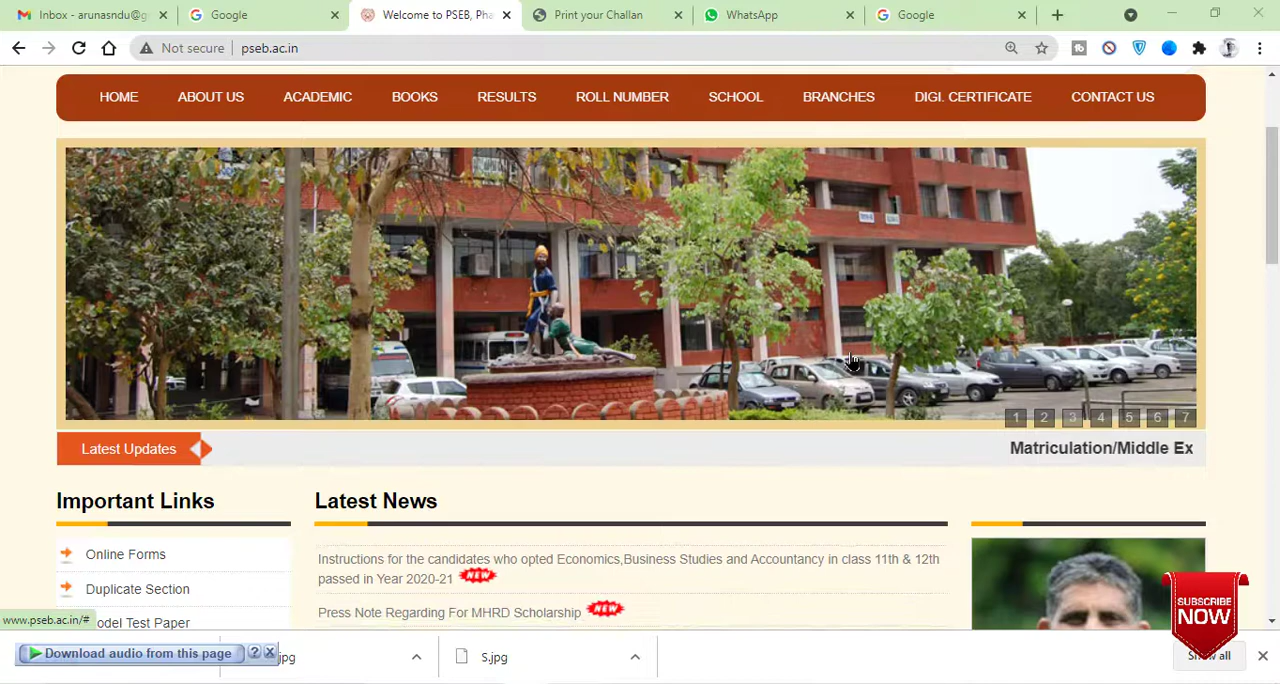 Inbox - arunasndu@g
Google
Welcome to PSEB, Pha
Print your Challan
WhatsApp
Google
Not secure
pseb.ac.in
HOME
ABOUT US
ACADEMIC
BOOKS
RESULTS
ROLL NUMBER
SCHOOL
BRANCHES
DIGI. CERTIFICATE
CONTACT US
1 2 3 4 5 6 7
Latest Updates
Matriculation/Middle Ex
Important Links
Latest News
Online Forms
Duplicate Section
odel Test Paper
Instructions for the candidates who opted Economics,Business Studies and Accountancy in class 11th & 12th
passed in Year 2020-21 NEW
Press Note Regarding For MHRD Scholarship NEW
SUBSCRIBE
NOW
www.pseb.ac.in/#
Download audio from this page
?
jpg
S.jpg
Show all